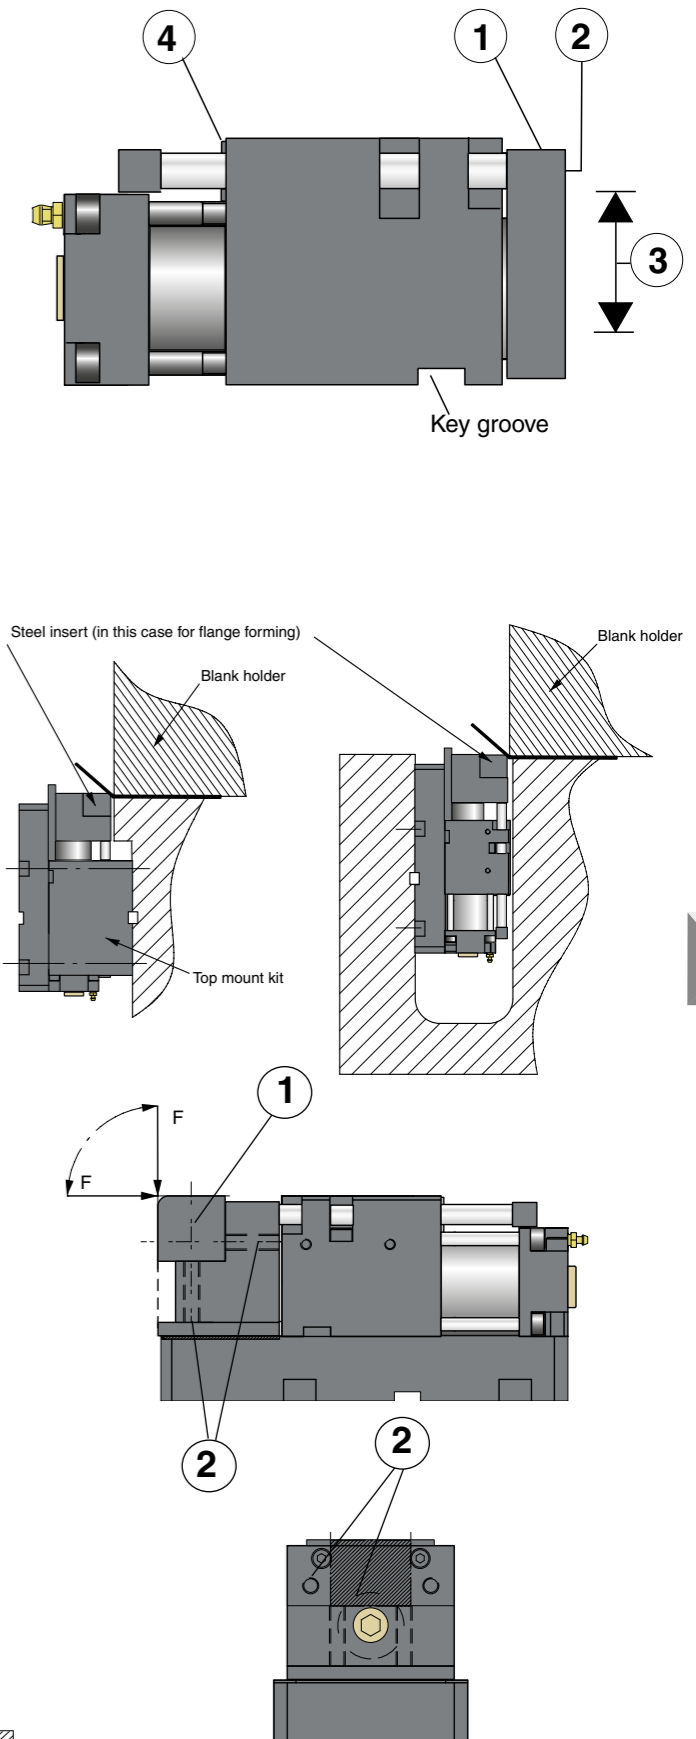 4
1
2
3
Key groove
Steel insert (in this case for flange forming)
Blank holder
Blank holder
Top mount kit
1
F
F
2
2